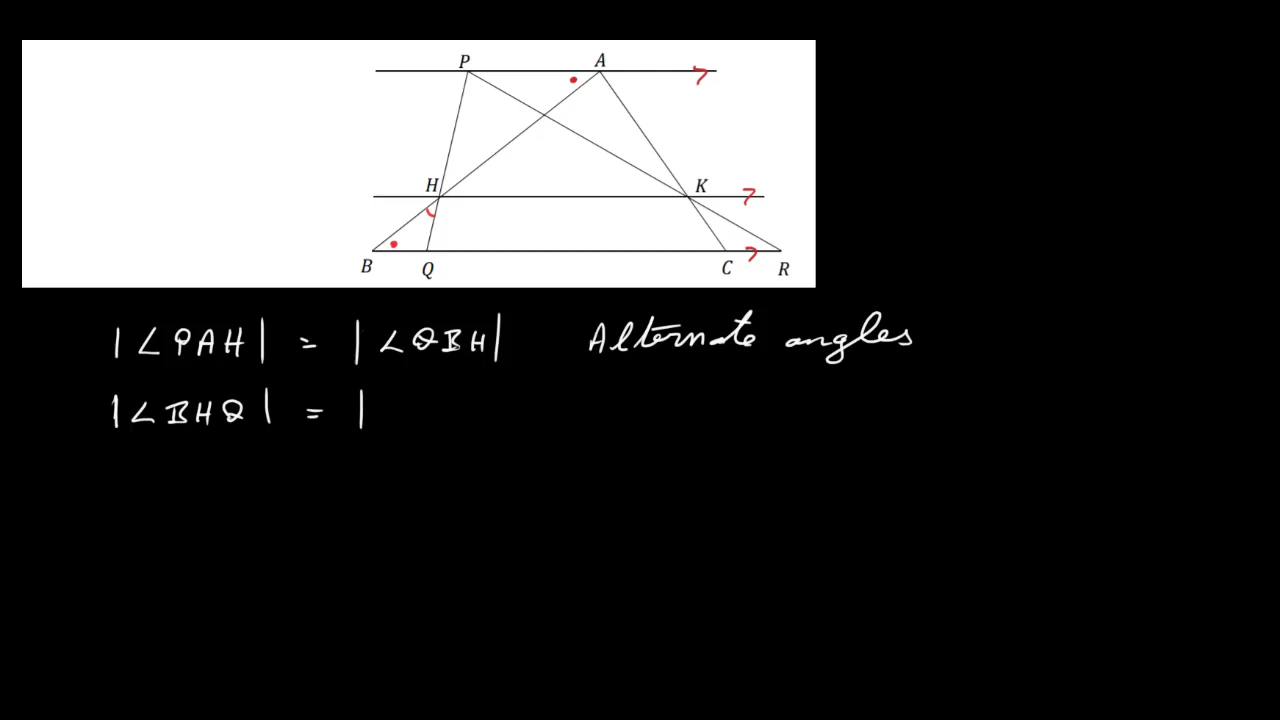 P A
H K
B Q C R
|∠PAH| = |∠QBH| Alternate angles
|∠BHQ| = |